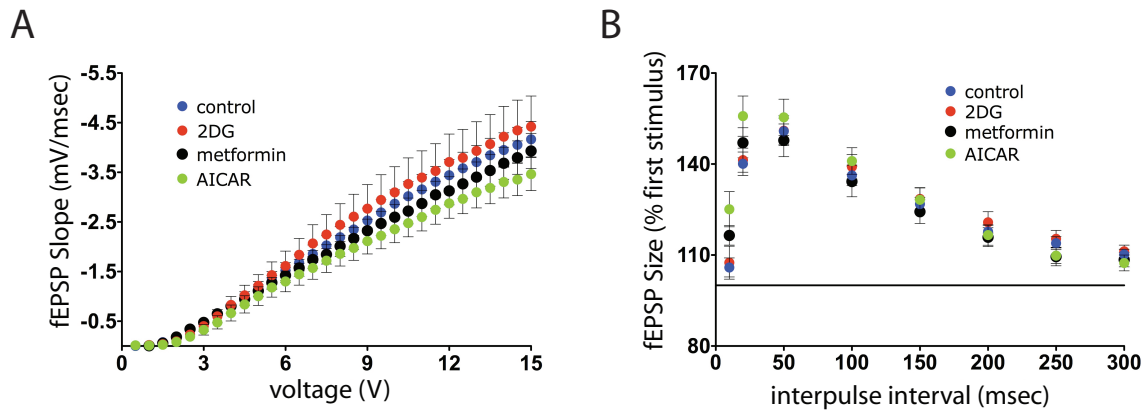 A
fEPSP Slope (mV/msec)
-5.5
-4.5
-3.5
-2.5
-1.5
-0.5
control
2DG
metformin
AICAR
0 3 6 9 12 15
voltage (V)
B
fEPSP Size (% first stimulus)
170
140
110
80
control
2DG
metformin
AICAR
0 50 100 150 200 250 300
interpulse interval (msec)